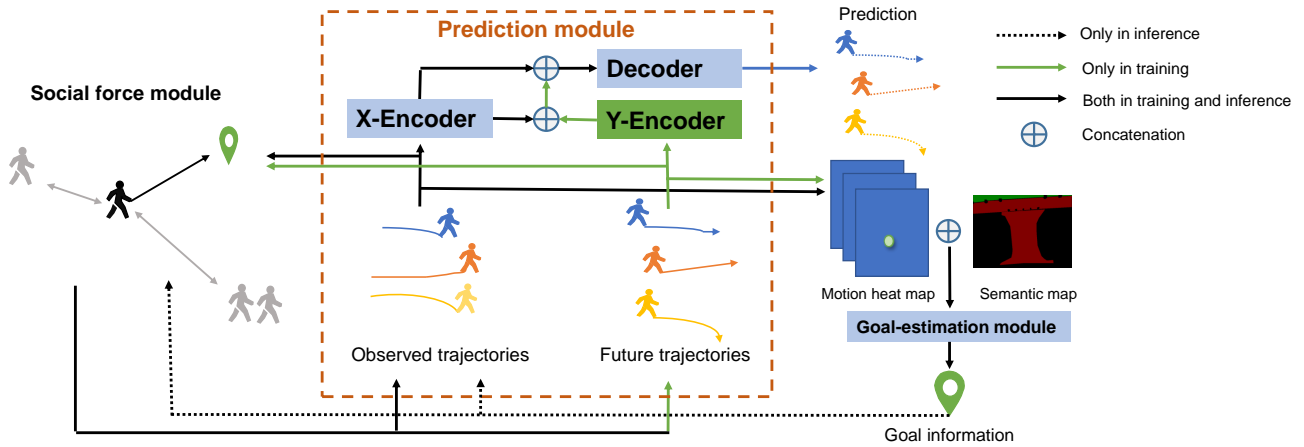 Prediction module
Prediction
Only in inference
Only in training
Both in training and inference
Concatenation
Social force module
Decoder
X-Encoder
Y-Encoder
Motion heat map
Semantic map
Goal-estimation module
Observed trajectories
Future trajectories
Goal information